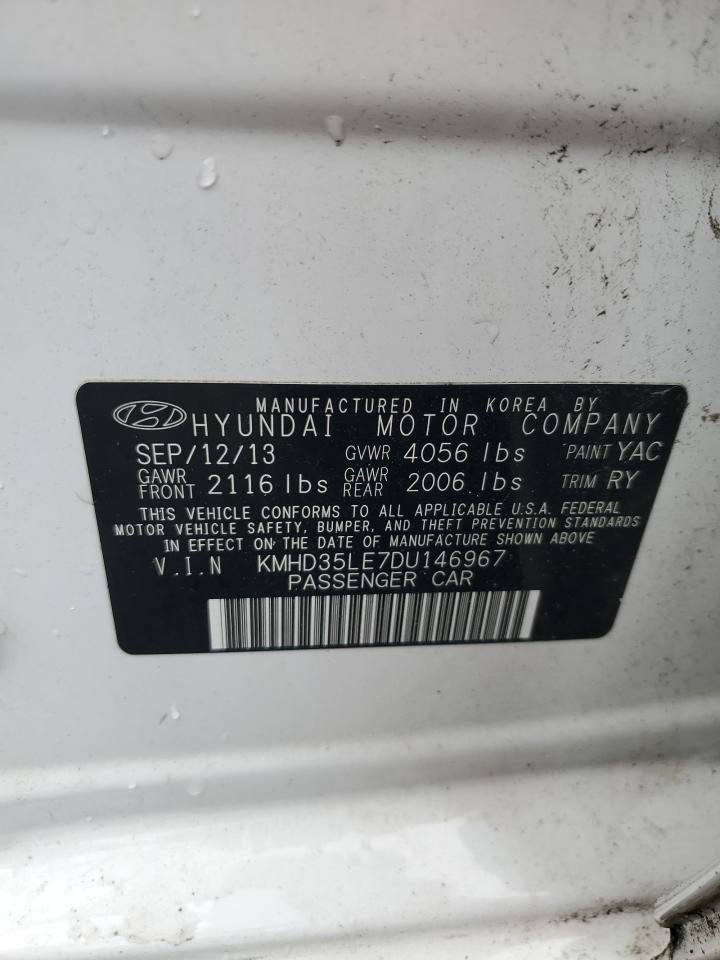 MANUFACTURED IN KOREA BY
HYUNDAI MOTOR COMPANY
SEP/12/13 GVWR 4056 lbs PAINT YAC
GAWR FRONT 2116 lbs GAWR REAR 2006 lbs TRIM RY
THIS VEHICLE CONFORMS TO ALL APPLICABLE U.S.A. FEDERAL
MOTOR VEHICLE SAFETY, BUMPER, AND THEFT PREVENTION STANDARDS
IN EFFECT ON THE DATE OF MANUFACTURE SHOWN ABOVE
V.I.N KMHD35LE7DU146967
PASSENGER CAR